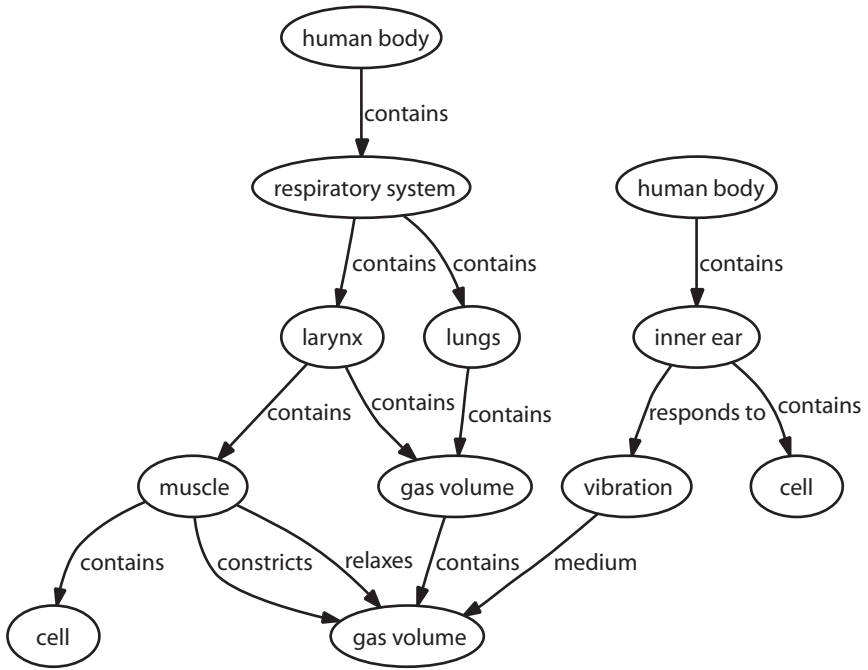 human body
contains
respiratory system
human body
contains
contains
contains
larynx
lungs
inner ear
contains
contains
contains
responds to
contains
muscle
gas volume
vibration
cell
contains
constricts
relaxes
contains
medium
cell
gas volume